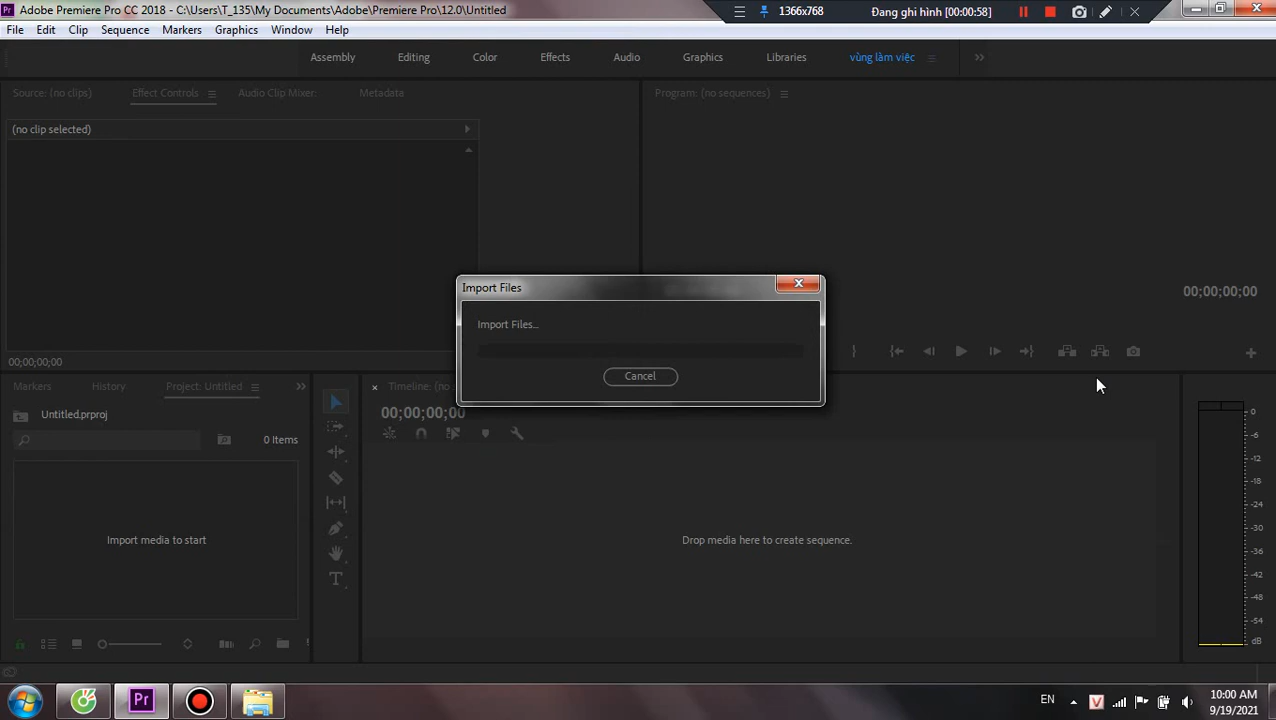 Adobe Premiere Pro CC 2018 - C:\Users\T_135\My Documents\Adobe\Premiere Pro\12.0\Untitled
1366x768
Đang ghi hình [00:00:58]
File Edit Clip Sequence Markers Graphics Window Help
Assembly Editing Color Effects Audio Graphics Libraries vùng làm việc
Source: (no clips) Effect Controls Audio Clip Mixer: Metadata
Program: (no sequences)
(no clip selected)
00;00;00;00
Import Files
Import Files...
Cancel
00;00;00;00
Markers History Project: Untitled
Timeline: (no
Untitled.prproj
00;00;00;00
0 Items
Import media to start
Drop media here to create sequence.
0
-6
-12
-18
-24
-30
-36
-42
-48
-54
dB
Pr
EN
10:00 AM
9/19/2021